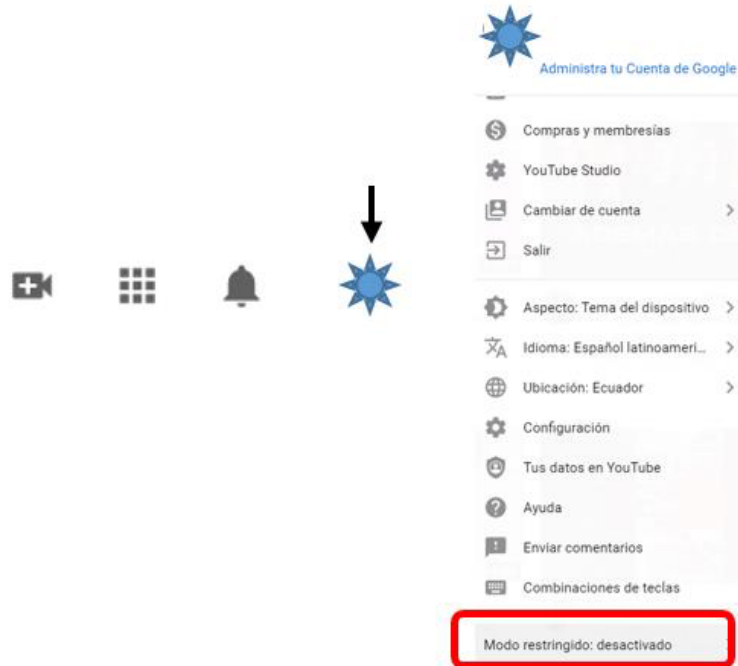 Administra tu Cuenta de Google
Compras y membresías
YouTube Studio
Cambiar de cuenta
Salir
Aspecto: Tema del dispositivo
Idioma: Español latinoameri...
Ubicación: Ecuador
Configuración
Tus datos en YouTube
Ayuda
Enviar comentarios
Combinaciones de teclas
Modo restringido: desactivado